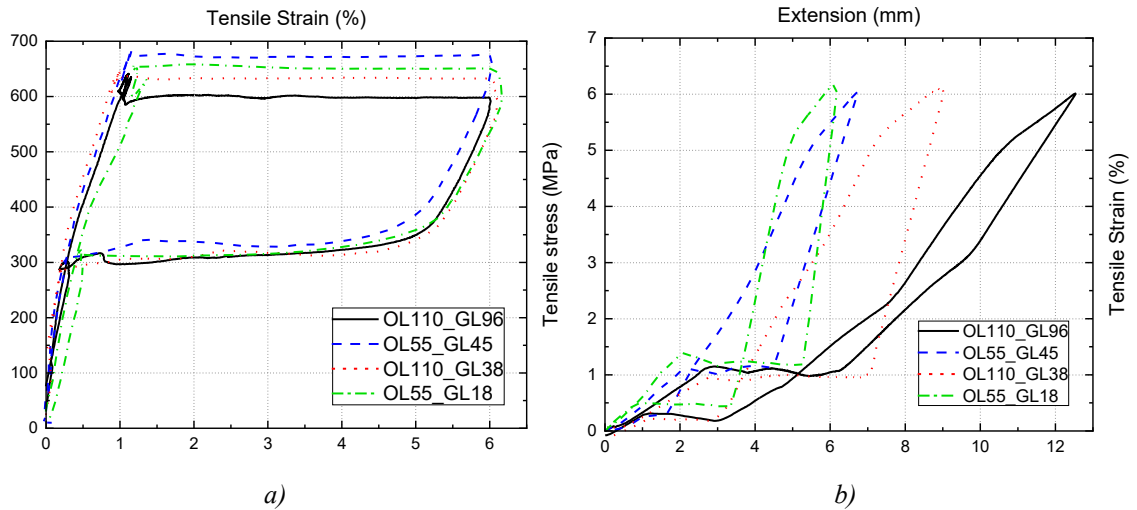 Tensile Strain (%)
700
600
500
400
300
200
100
0
0
1
2
3
4
5
6
Tensile stress (MPa)
OL110_GL96
OL55_GL45
OL110_GL38
OL55_GL18
a)
Extension (mm)
7
6
5
4
3
2
1
0
0
2
4
6
8
10
12
Tensile Strain (%)
OL110_GL96
OL55_GL45
OL110_GL38
OL55_GL18
b)